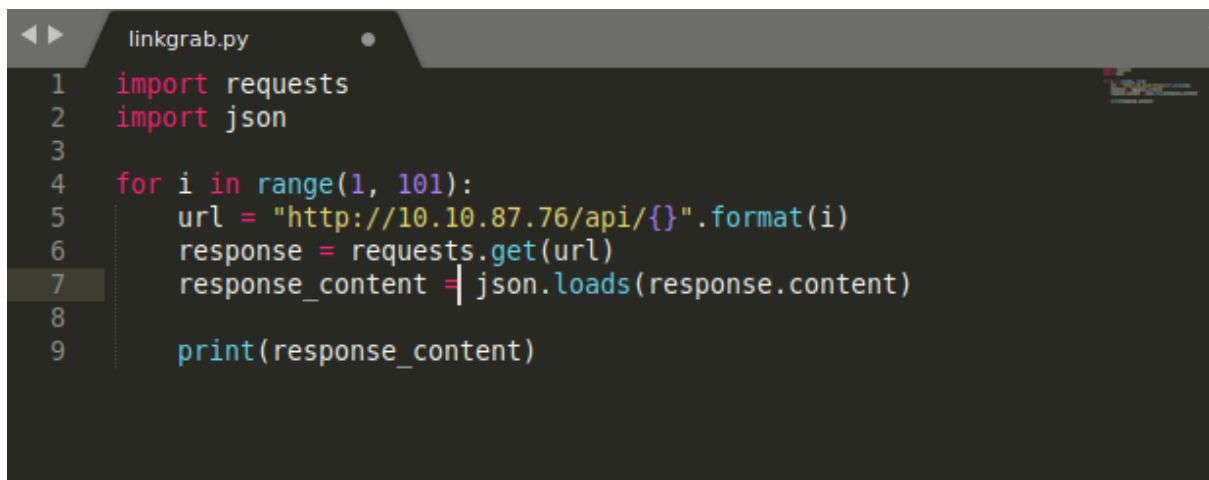 linkgrab.py
1 import requests
2 import json
3
4 for i in range(1, 101):
5     url = "http://10.10.87.76/api/{}".format(i)
6     response = requests.get(url)
7     response_content = json.loads(response.content)
8
9     print(response_content)